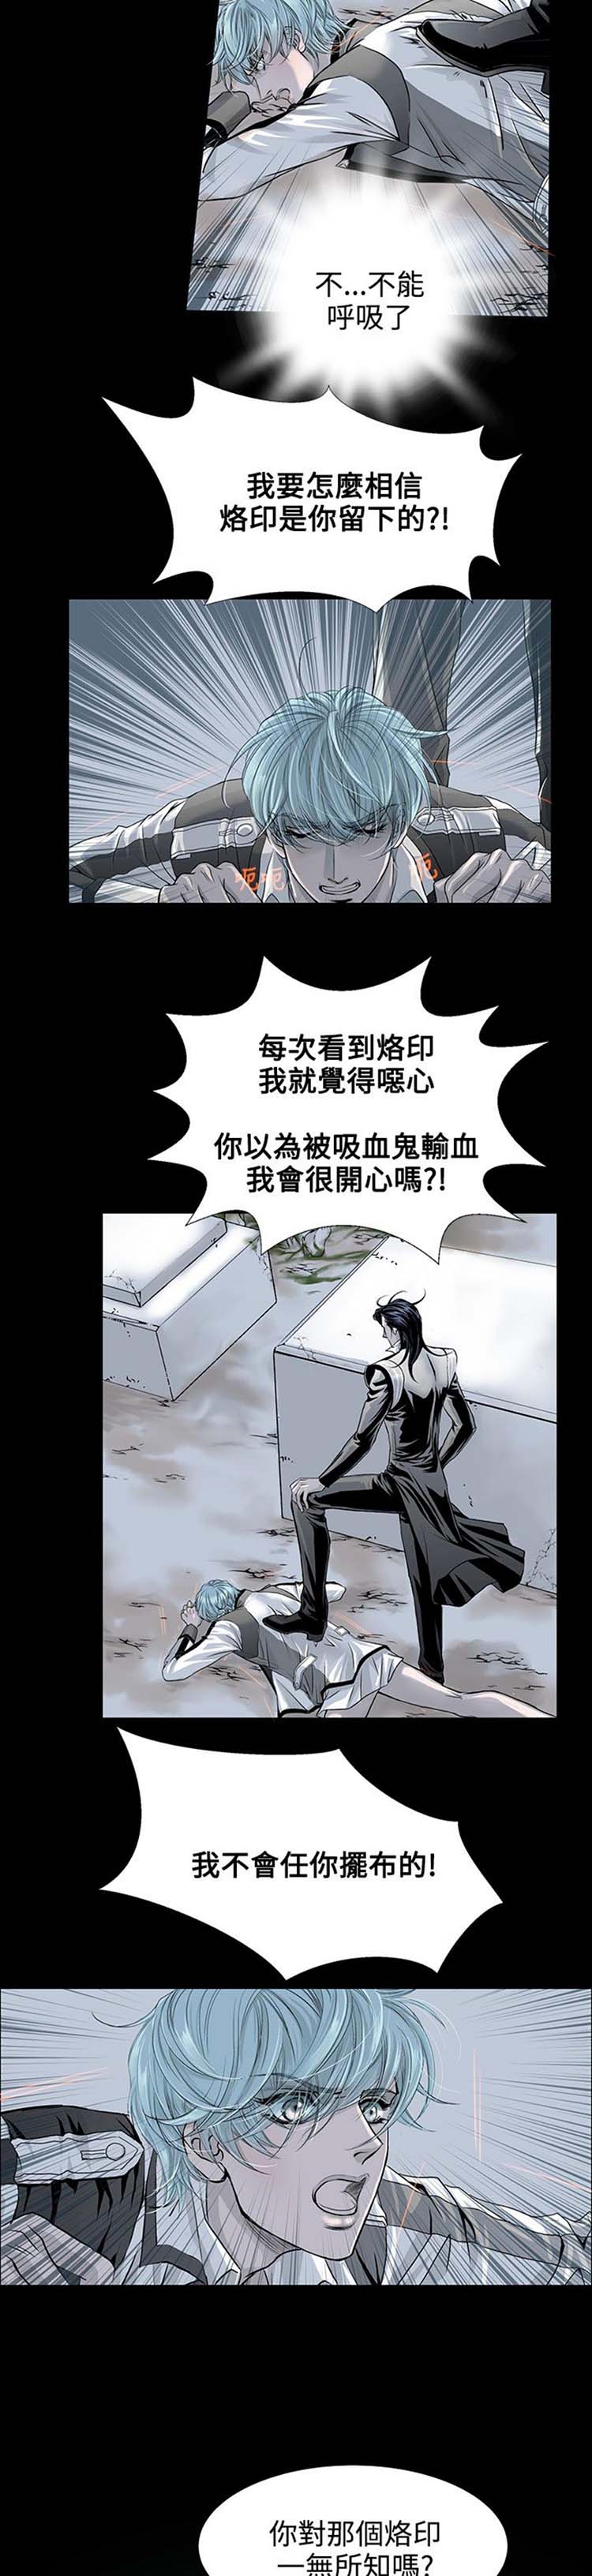 不...不能
呼吸了
我要怎麼相信
烙印是你留下的?!
呃呃
呃
每次看到烙印
我就覺得噁心
你以為被吸血鬼輸血
我會很開心嗎?!
我不會任你擺布的!
你對那個烙印
一無所知嗎?